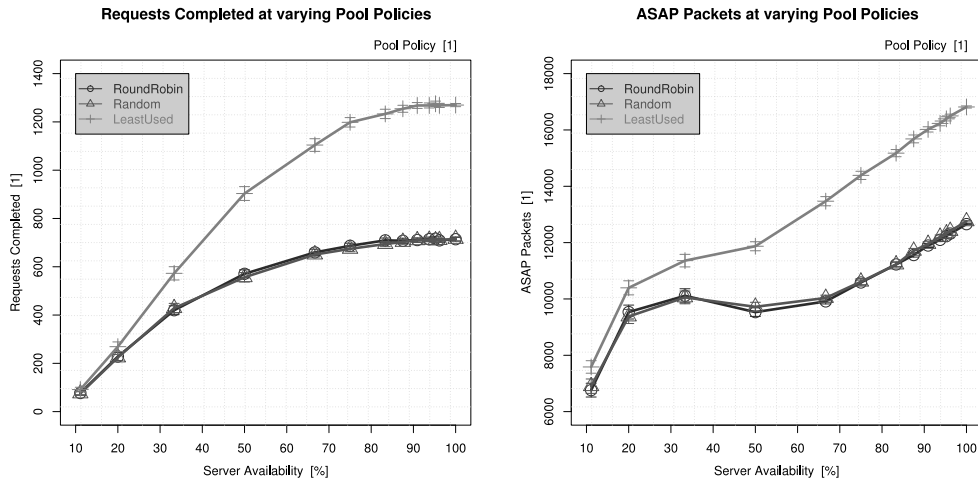 Requests Completed at varying Pool Policies
Pool Policy [1]
RoundRobin
Random
LeastUsed
Requests Completed [1]
1400
1200
1000
800
600
400
200
0
10 20 30 40 50 60 70 80 90 100
Server Availability [%]
ASAP Packets at varying Pool Policies
Pool Policy [1]
RoundRobin
Random
LeastUsed
ASAP Packets [1]
18000
16000
14000
12000
10000
8000
6000
10 20 30 40 50 60 70 80 90 100
Server Availability [%]